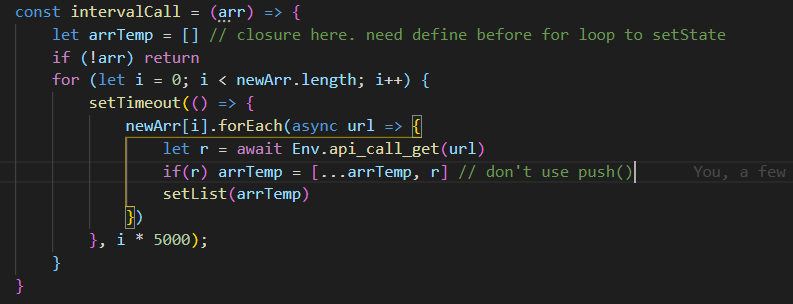 const intervalCall = (arr) => {
    let arrTemp = [] // closure here. need define before for loop to setState
    if (!arr) return
    for (let i = 0; i < newArr.length; i++) {
        setTimeout(() => {
            newArr[i].forEach(async url => {
                let r = await Env.api_call_get(url)
                if(r) arrTemp = [...arrTemp, r] // don't use push()      You, a few
                setList(arrTemp)
            })
        }, i * 5000);
    }
}